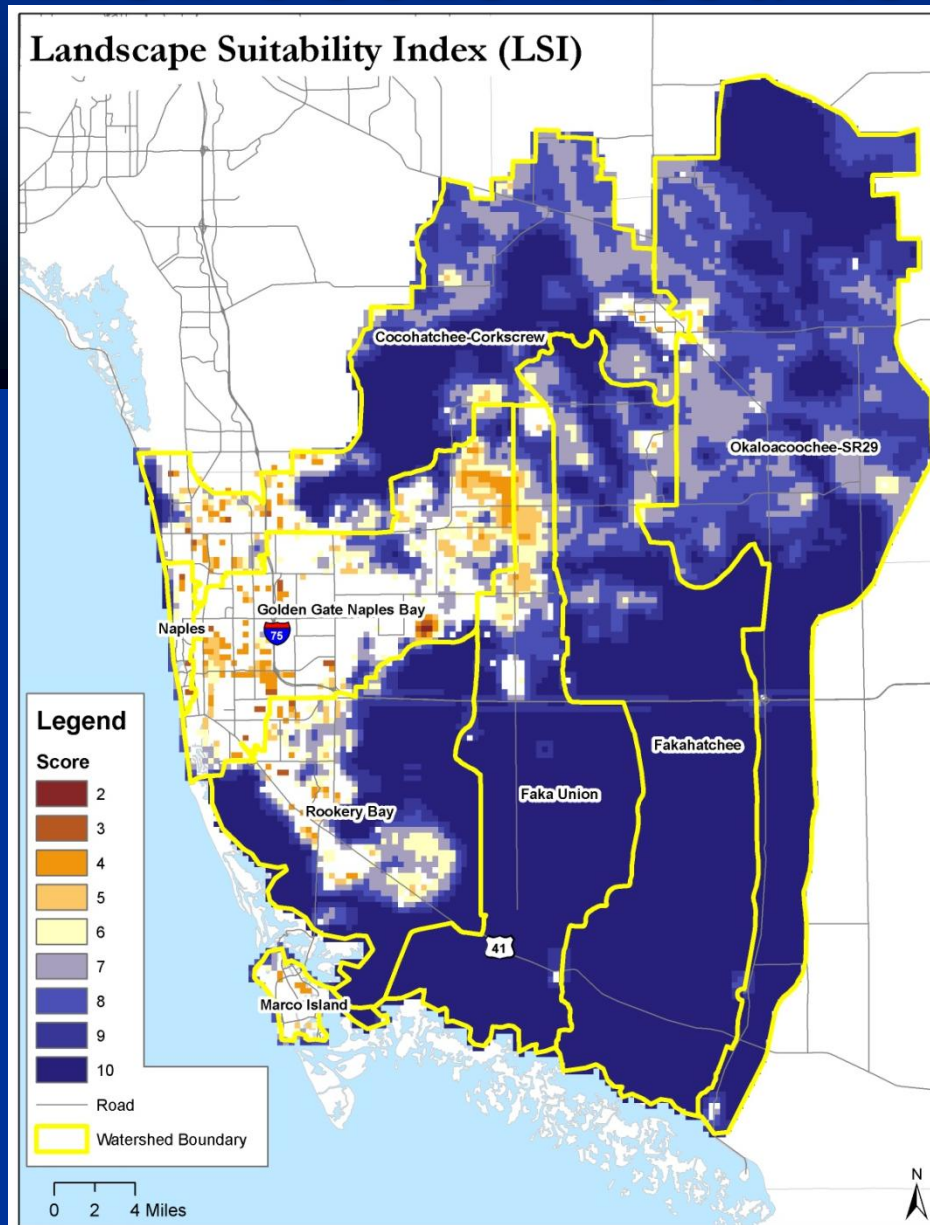 Landscape Suitability Index (LSI)
Cocohatchee-Corkscrew
Okaloacoochee-SR29
Golden Gate Naples Bay
Naples
75
Fakahatchee
Faka Union
Rookery Bay
41
Marco Island
Legend
Score
2
3
4
5
6
7
8
9
10
Road
Watershed Boundary
0 2 4 Miles
N